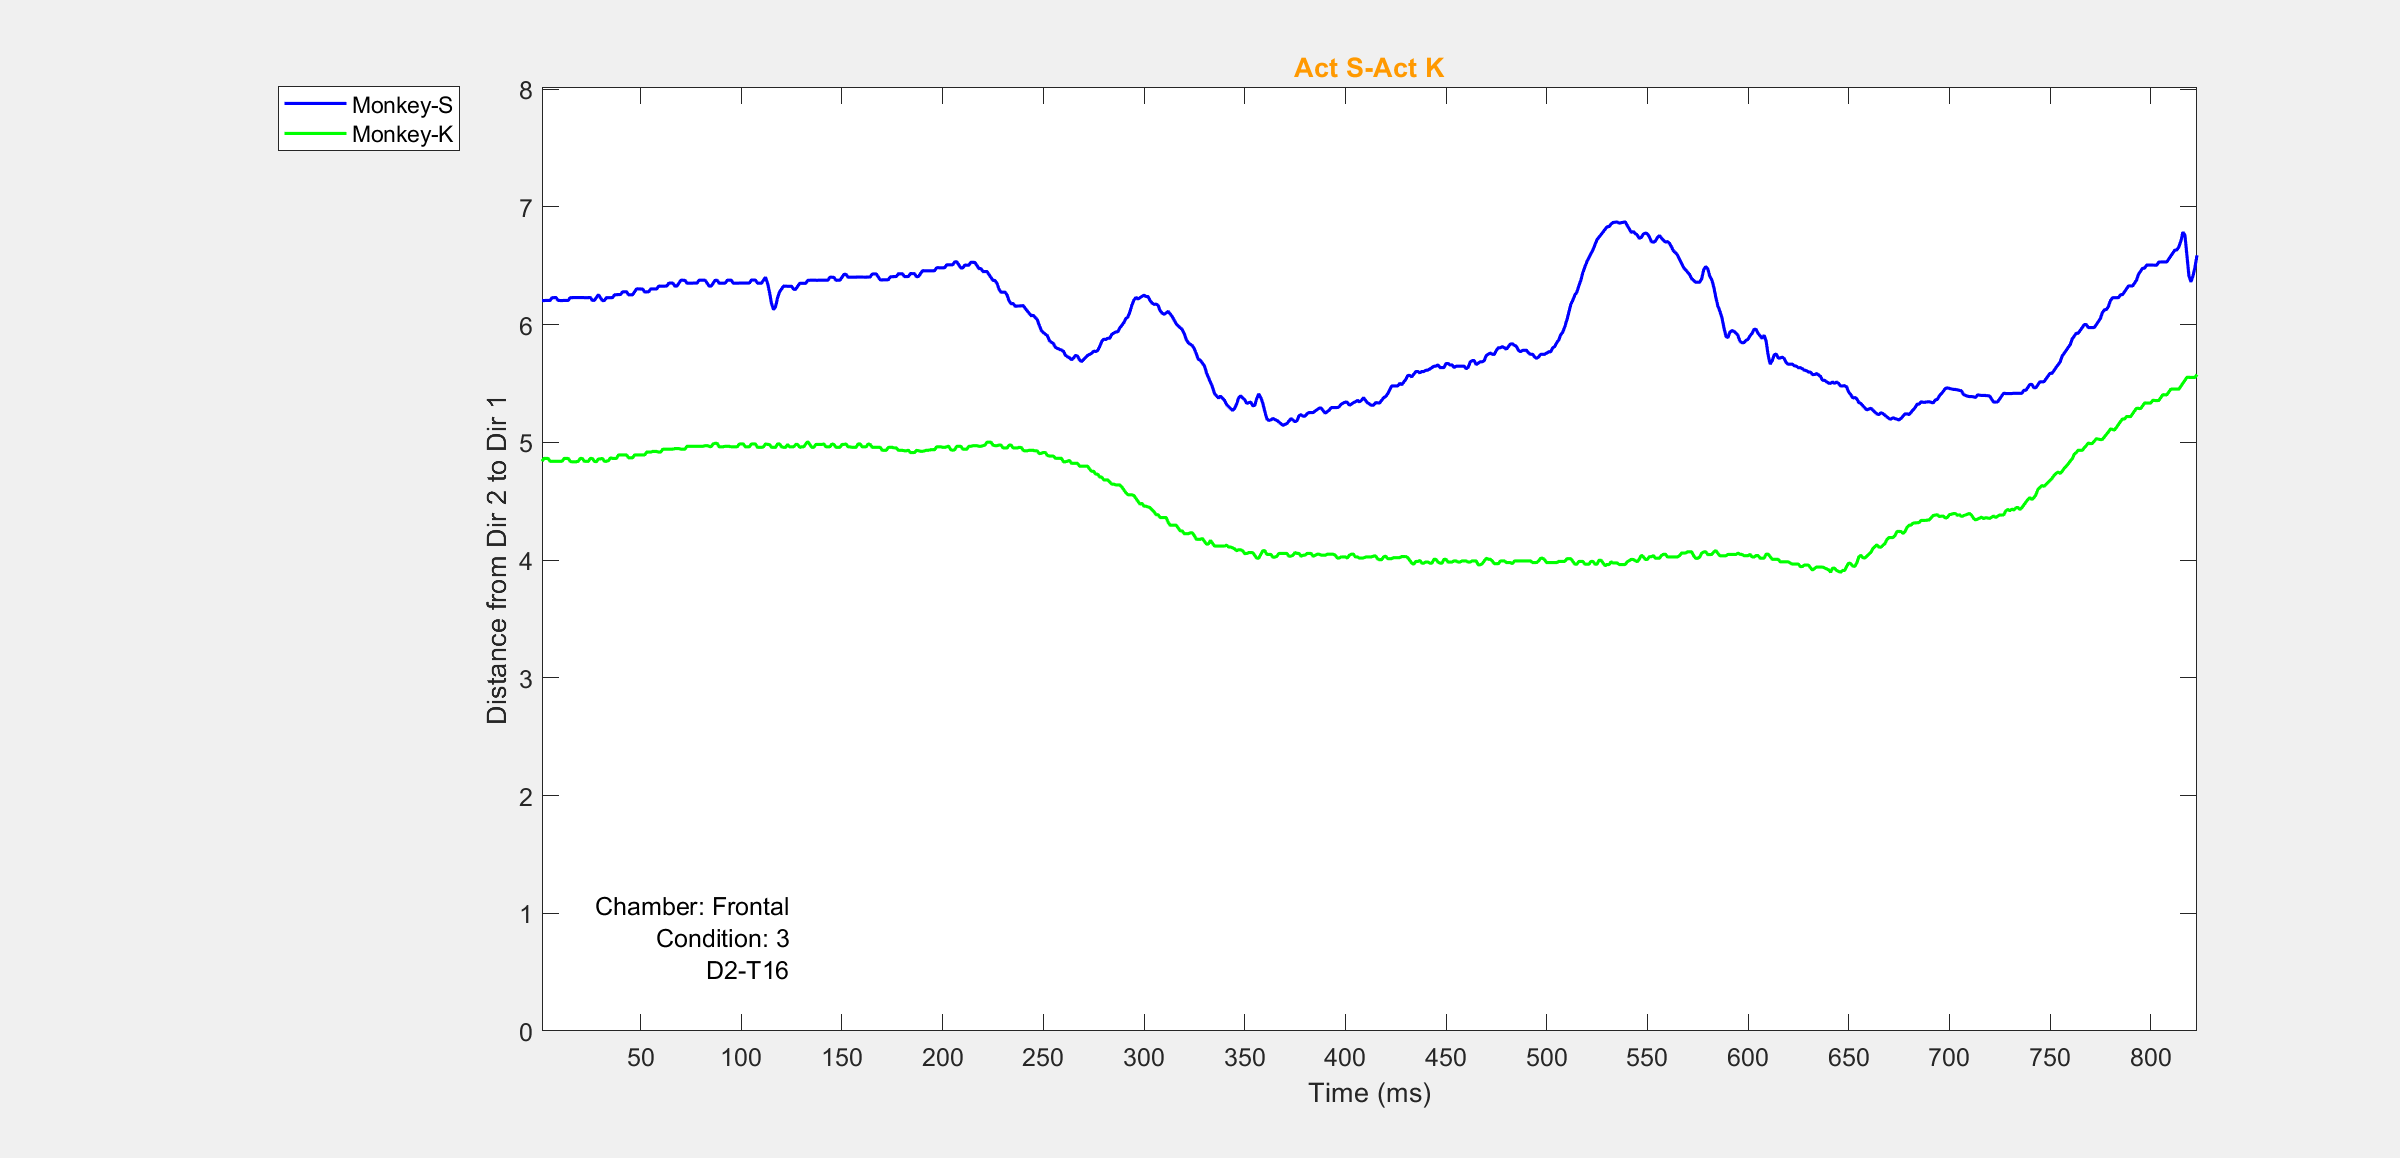 Act S-Act K
Monkey-S
Monkey-K
Distance from Dir 2 to Dir 1
8
7
6
5
4
3
2
1
0
Chamber: Frontal
Condition: 3
D2-T16
50 100 150 200 250 300 350 400 450 500 550 600 650 700 750 800
Time (ms)